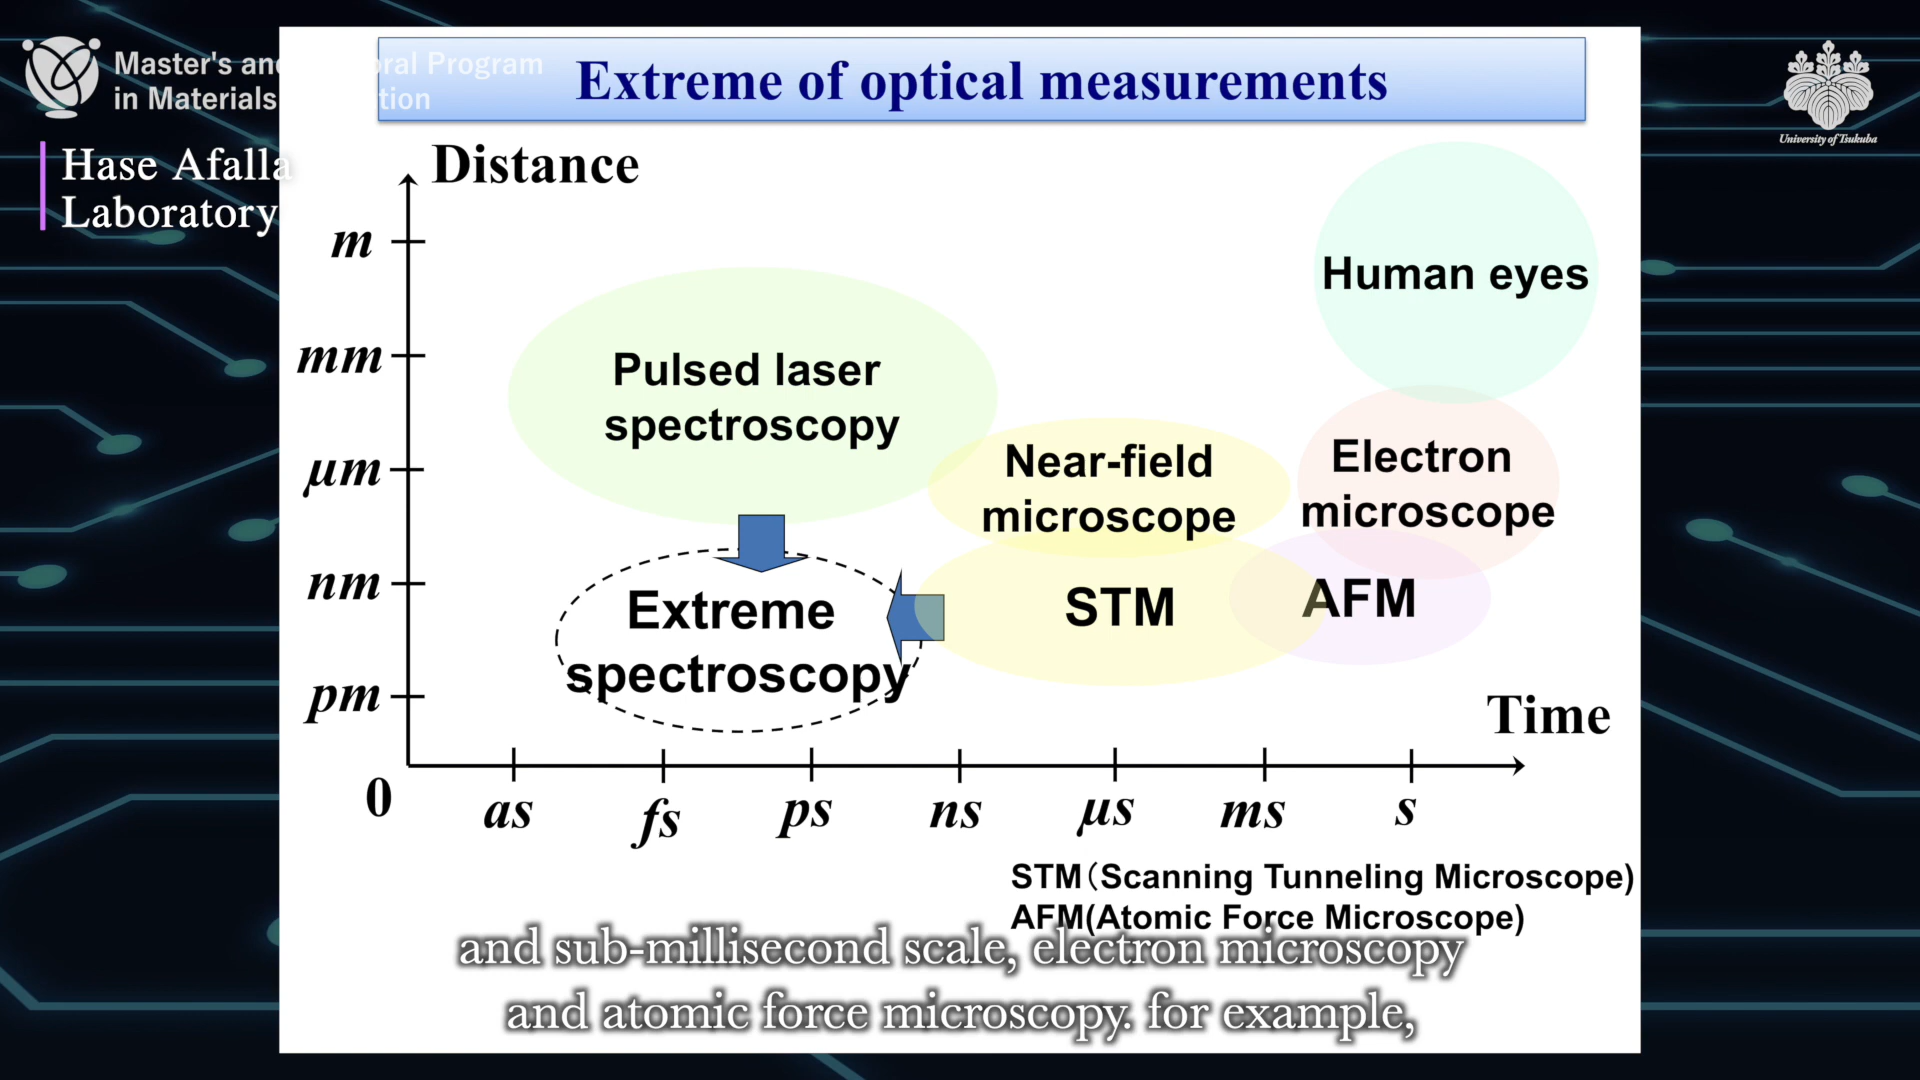 Master's and
oral Program
in Materials
tion
Hase Afalla
Laboratory
University of Tsukuba
Extreme of optical measurements
Distance
m
mm
μm
nm
pm
Human eyes
Pulsed laser
spectroscopy
Near-field
microscope
Electron
microscope
STM
AFM
Extreme
spectroscopy
Time
0
as
fs
ps
ns
μs
ms
s
STM(Scanning Tunneling Microscope)
AFM(Atomic Force Microscope)
and sub-millisecond scale, electron microscopy
and atomic force microscopy. for example,